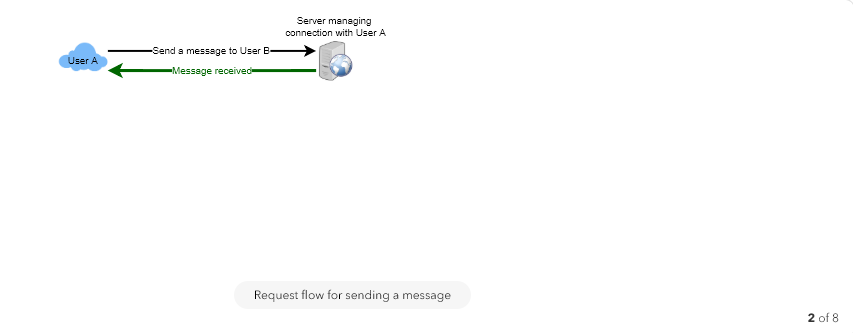 Server managing
connection with User A
User A
Send a message to User B
Message received
Request flow for sending a message
2 of 8